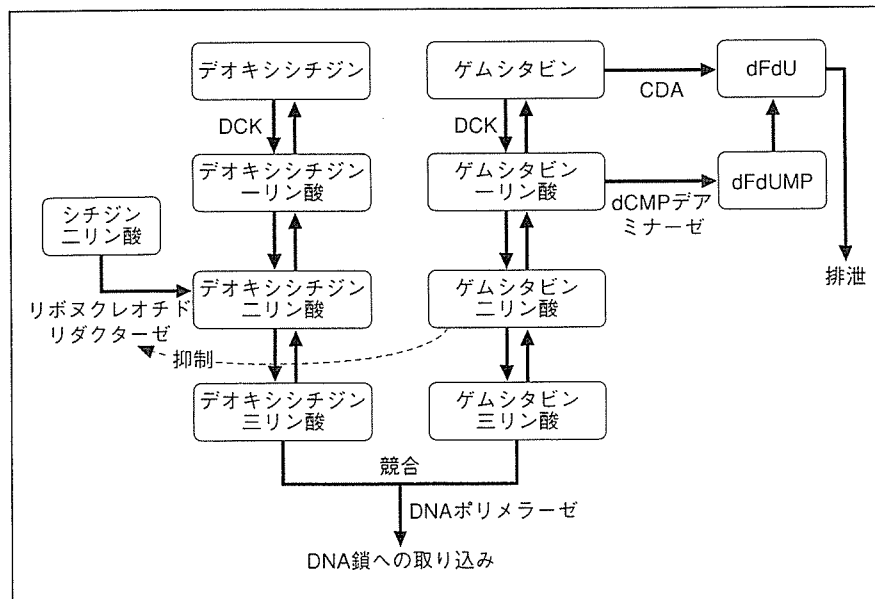 デオキシシチジン
ゲムシタビン
dFdU
CDA
DCK
DCK
デオキシシチジン
一リン酸
ゲムシタビン
一リン酸
dFdUMP
dCMPデア
ミナーゼ
シチジン
二リン酸
デオキシシチジン
二リン酸
ゲムシタビン
二リン酸
排泄
リボヌクレオチド
リダクターゼ
抑制
デオキシシチジン
三リン酸
ゲムシタビン
三リン酸
競合
DNAポリメラーゼ
DNA鎖への取り込み